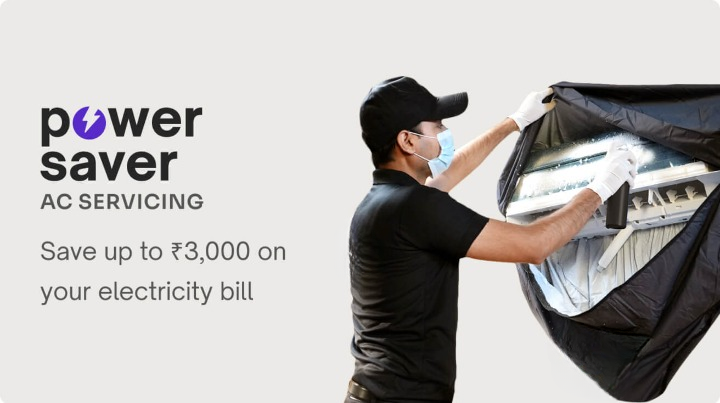 power
saver
AC SERVICING
Save up to ₹3,000 on
your electricity bill